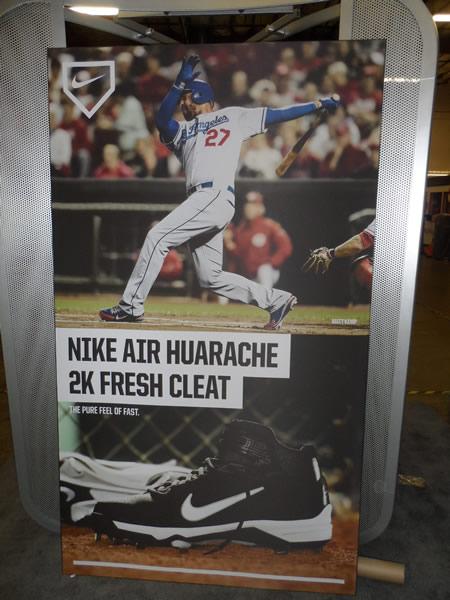 Angeles
27
MATT KEMP
NIKE AIR HUARACHE
2K FRESH CLEAT
THE PURE FEEL OF FAST.